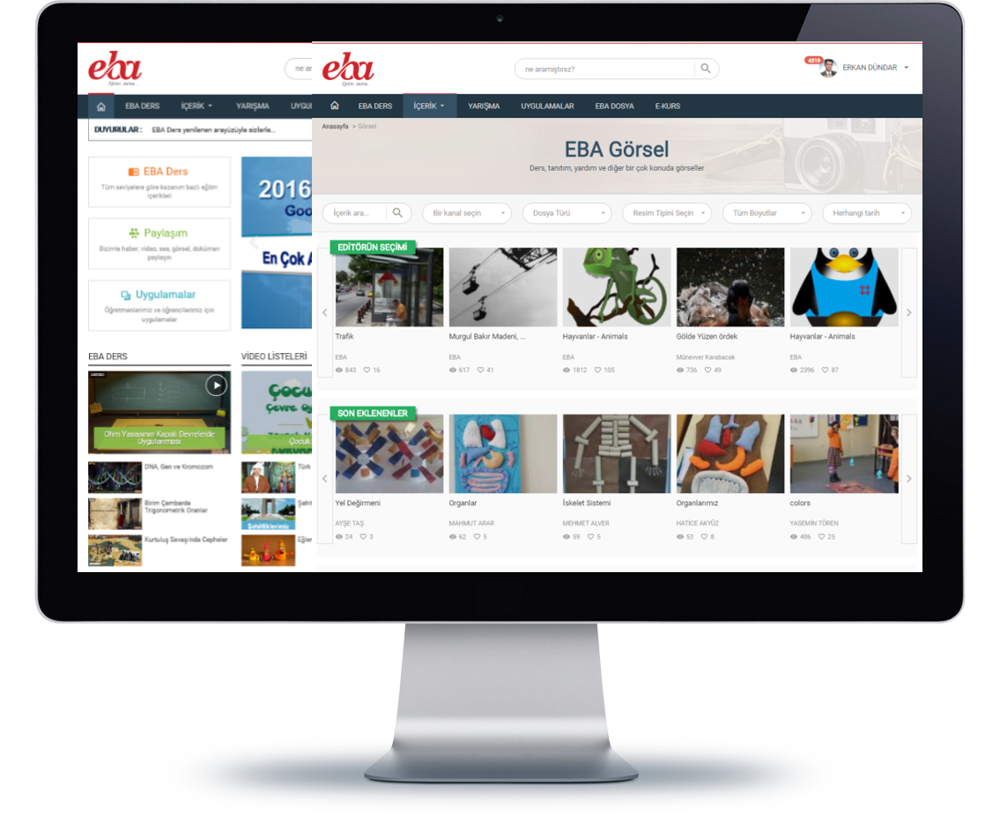 eba
Eğitim, daima...
ne ar
EBA DERS
İÇERİK
YARIŞMA
UYGUL
DUYURULAR :
EBA Ders yenilenen arayüzüyle sizlerle...
EBA Ders
Tüm seviyelere göre kazanım bazlı eğitim
içerikleri
Paylaşım
Bizimle haber, video, ses, görsel, doküman
paylaşın
Uygulamalar
Öğretmenlerimiz ve öğrencilerimiz için
uygulamalar
2016
Goo
En Çok A
EBA DERS
Ohm Yasasının Kapalı Devrelerde
Uygulanması
DNA, Gen ve Kromozom
Birim Çemberde
Trigonometrik Oranlar
Kurtuluş Savaşı'nda Cepheler
VİDEO LİSTELERİ
Çocu
Çevre
Çocuk
Türk
Şehit
Şehitliklerimiz
Eğler
eba
Eğitim, daima
ne aramıştınız?
4519
ERKAN DÜNDAR
EBA DERS
İÇERİK
YARIŞMA
UYGULAMALAR
EBA DOSYA
E-KURS
Anasayfa > Görsel
EBA Görsel
Ders, tanıtım, yardım ve diğer bir çok konuda görseller
İçerik ara...
Bir kanal seçin
Dosya Türü
Resim Tipini Seçin
Tüm Boyutlar
Herhangi tarih
EDİTÖRÜN SEÇİMİ
Trafik
EBA
843 16
Murgul Bakır Madeni, ...
EBA
617 41
Hayvanlar - Animals
EBA
1812 105
Gölde Yüzen ördek
Münevver Karabacak
736 49
Hayvanlar - Animals
EBA
2396 87
SON EKLENENLER
Yel Değirmeni
AYŞE TAŞ
24 3
Organlar
MAHMUT ARAR
62 5
İskelet Sistemi
MEHMET ALVER
59 5
Organlarımız
HATİCE AKYÜZ
53 8
colors
YASEMİN TÖREN
486 25